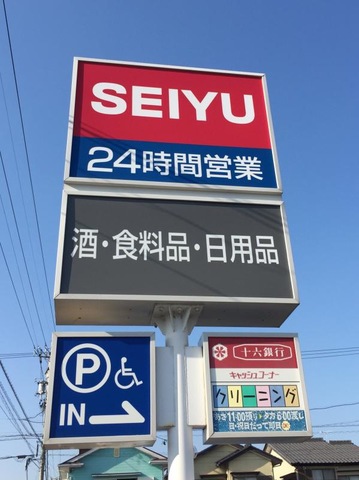 SEIYU
24時間営業
酒・食料品・日用品
P
IN
十六銀行
キャッシュコーナー
クリーニング